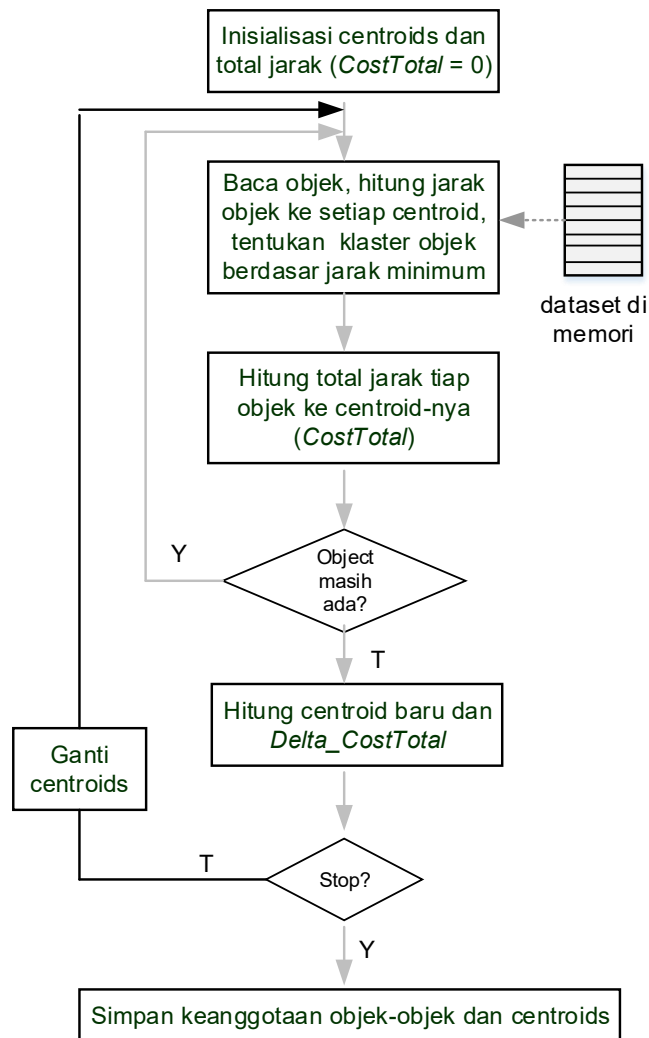 Inisialisasi centroids dan
total jarak (CostTotal = 0)
Baca objek, hitung jarak
objek ke setiap centroid,
tentukan klaster objek
berdasar jarak minimum
dataset di
memori
Hitung total jarak tiap
objek ke centroid-nya
(CostTotal)
Y
Object
masih
ada?
T
Hitung centroid baru dan
Delta_CostTotal
Ganti
centroids
T
Stop?
Y
Simpan keanggotaan objek-objek dan centroids